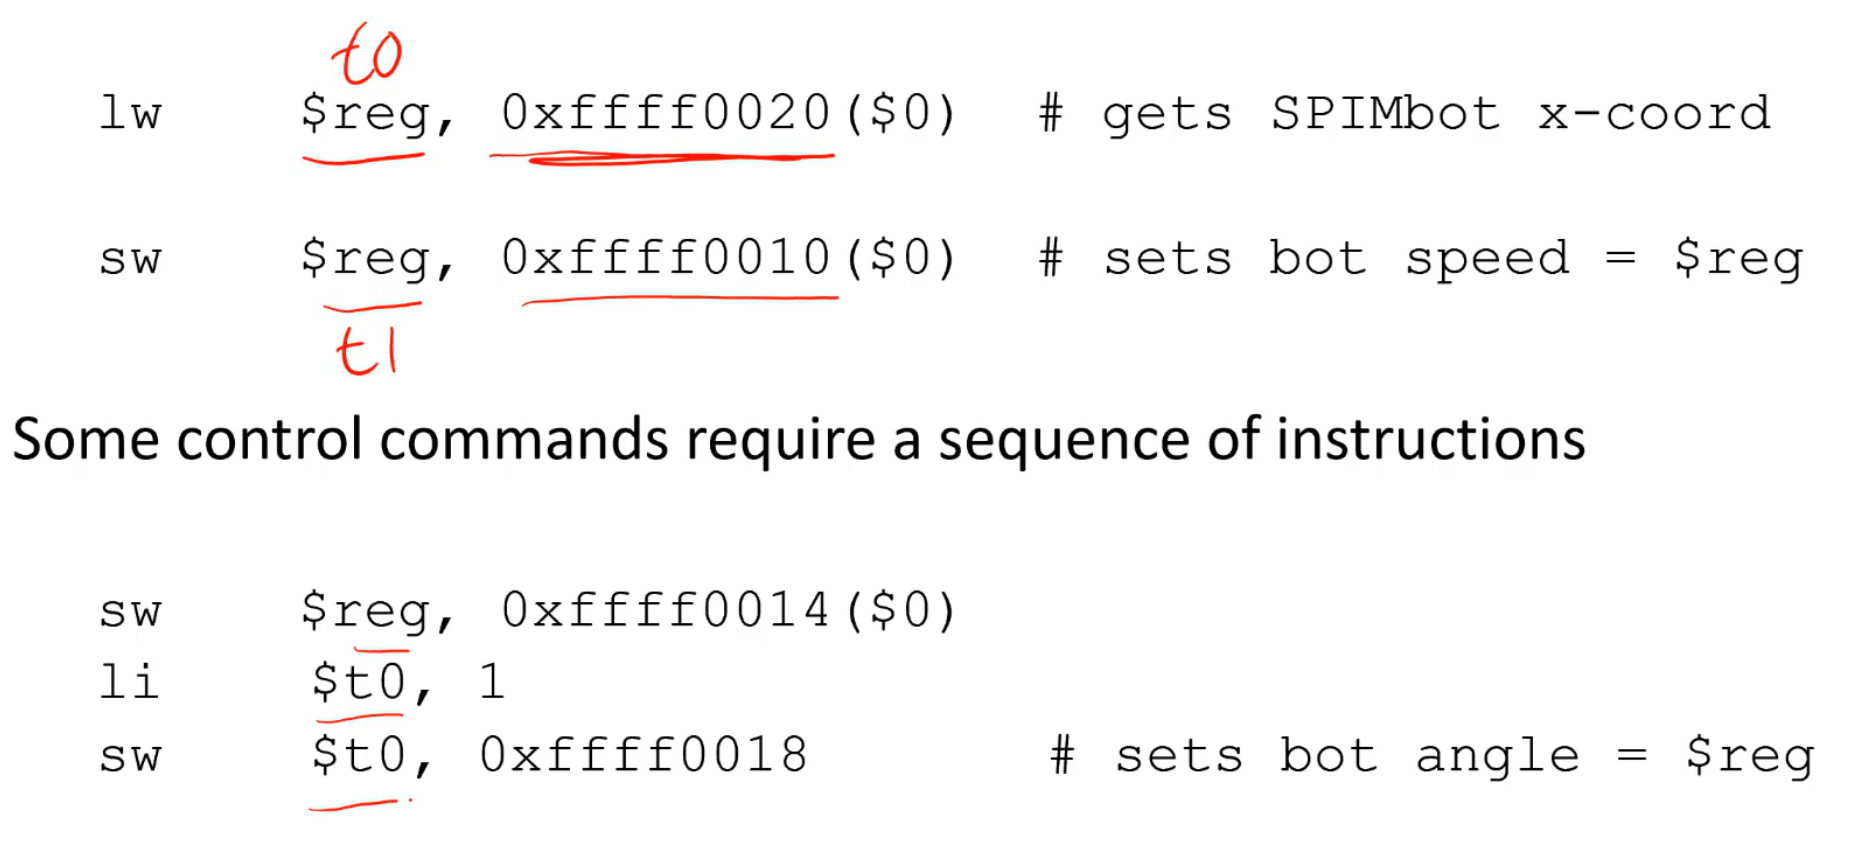 t0
lw $reg, 0xffff0020($0) # gets SPIMbot x-coord
sw $reg, 0xffff0010($0) # sets bot speed = $reg
t1
Some control commands require a sequence of instructions
sw $reg, 0xffff0014($0)
li $t0, 1
sw $t0, 0xffff0018 # sets bot angle = $reg